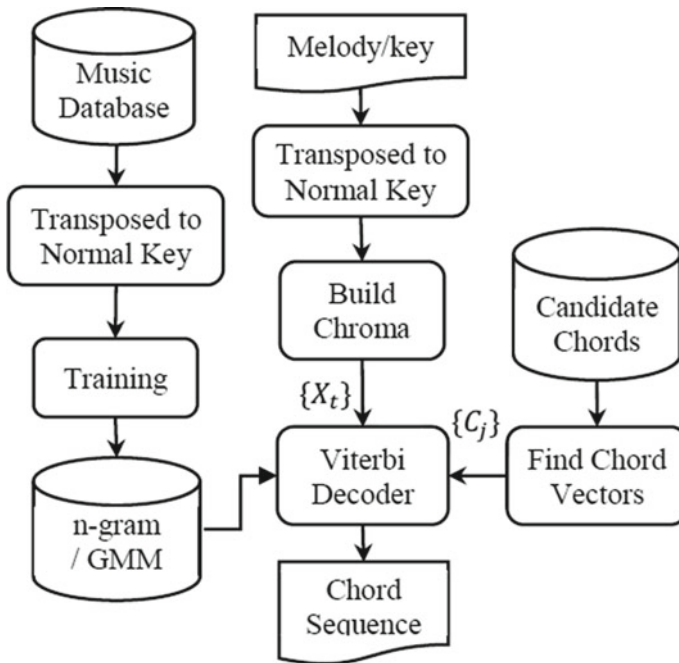 Music
Database
Transposed to
Normal Key
Training
n-gram
/ GMM
Melody/key
Transposed to
Normal Key
Build
Chroma
{X_t}
Viterbi
Decoder
Chord
Sequence
Candidate
Chords
Find Chord
Vectors
{C_j}